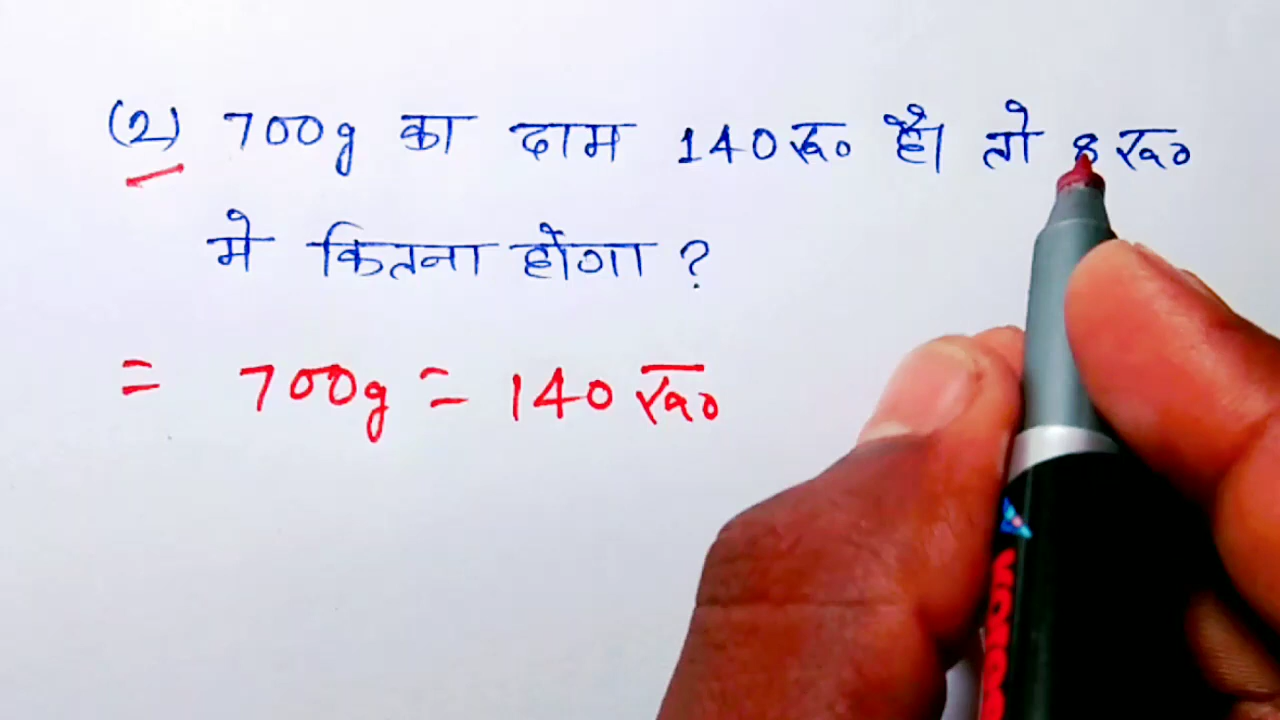 (2) 700g का दाम 140रू० है। तो 8रू०
मे कितना होगा ?
= 700g = 140रू०